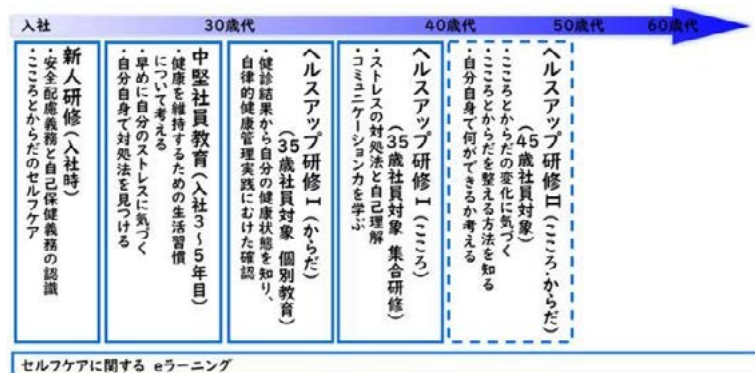 入社
30歳代
40歳代
50歳代
60歳代
新人研修(入社時)
・安全配慮義務と自己保健義務の認識
・こころとからだのセルフケア
中堅社員教育(入社3~5年目)
・健康を維持するための生活習慣
について考える
・早めに自分のストレスに気づく
・自分自身で対処法を見つける
ヘルスアップ研修Ⅰ(からだ)
(35歳社員対象 個別教育)
・健診結果から自分の健康状態を知り、
自律的健康管理実践にむけた確認
ヘルスアップ研修Ⅰ(こころ)
(35歳社員対象 集合研修)
・ストレスの対処法と自己理解
・コミュニケーション力を学ぶ
ヘルスアップ研修Ⅱ(こころ・からだ)
(45歳社員対象)
・こころとからだの変化に気づく
・こころとからだを整える方法を知る
・自分自身で何ができるか考える
セルフケアに関する eラーニング